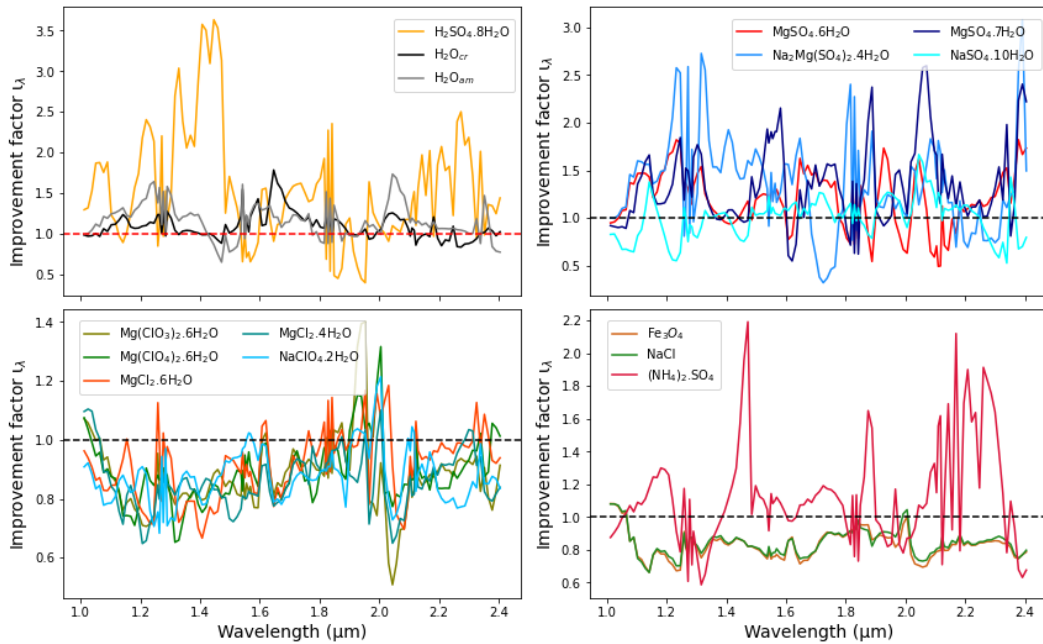 Improvement factor ι_λ
3.5
3.0
2.5
2.0
1.5
1.0
0.5
H₂SO₄.8H₂O
H₂O_cr
H₂O_am
Improvement factor ι_λ
3.0
2.5
2.0
1.5
1.0
0.5
MgSO₄.6H₂O
Na₂Mg(SO₄)₂.4H₂O
MgSO₄.7H₂O
NaSO₄.10H₂O
Improvement factor ι_λ
1.4
1.2
1.0
0.8
0.6
Mg(ClO₃)₂.6H₂O
Mg(ClO₄)₂.6H₂O
MgCl₂.6H₂O
MgCl₂.4H₂O
NaClO₄.2H₂O
1.0 1.2 1.4 1.6 1.8 2.0 2.2 2.4
Wavelength (μm)
Improvement factor ι_λ
2.2
2.0
1.8
1.6
1.4
1.2
1.0
0.8
0.6
Fe₃O₄
NaCl
(NH₄)₂.SO₄
1.0 1.2 1.4 1.6 1.8 2.0 2.2 2.4
Wavelength (μm)